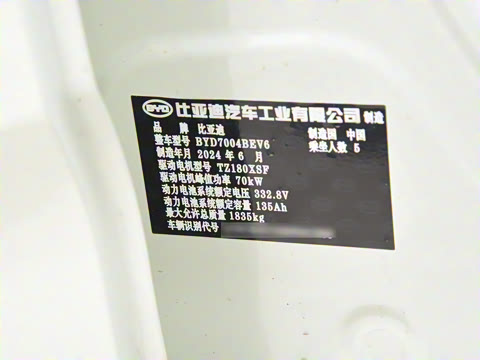 BYD 比亚迪汽车工业有限公司 制造
品 牌 比亚迪 制造国 中国
整车型号 BYD7004BEV6 乘坐人数 5
制造年月 2024 年 6 月
驱动电机型号 TZ180XSF
驱动电机峰值功率 70kW
动力电池系统额定电压 332.8V
动力电池系统额定容量 135Ah
最大允许总质量 1835kg
车辆识别代号